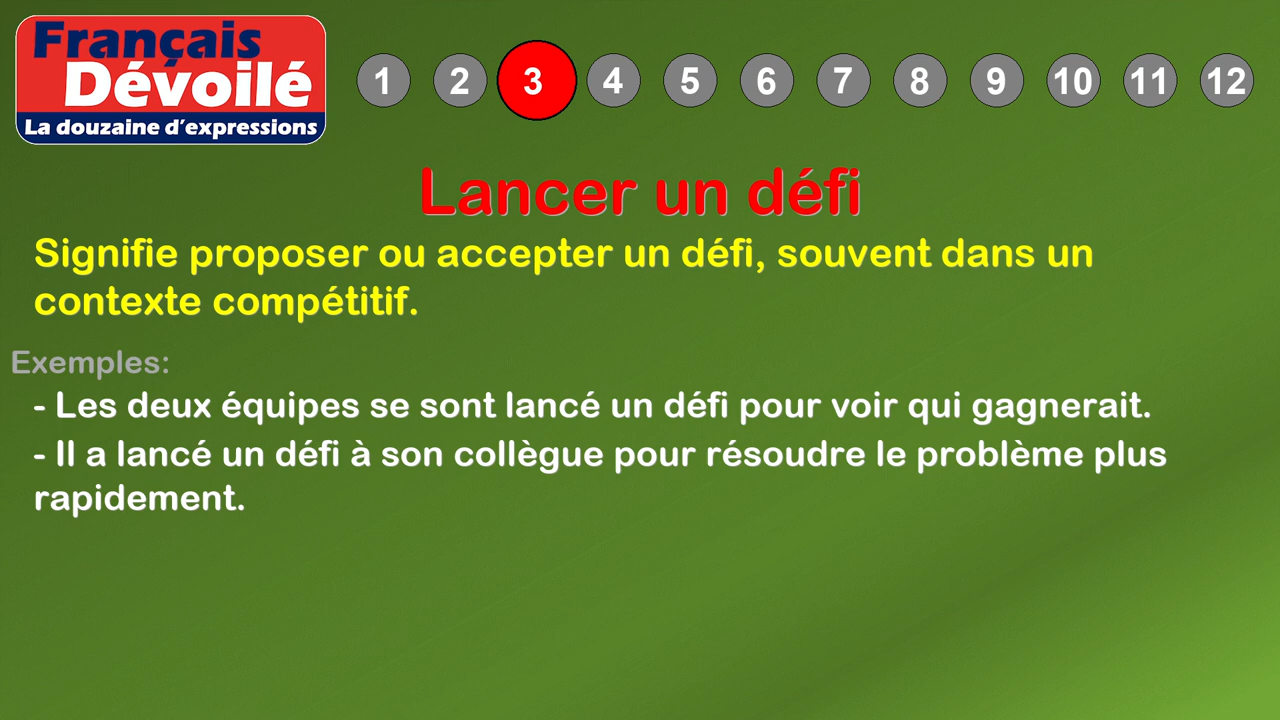 Français
Dévoilé
La douzaine d'expressions
1 2 3 4 5 6 7 8 9 10 11 12
Lancer un défi
Signifie proposer ou accepter un défi, souvent dans un
contexte compétitif.
Exemples:
- Les deux équipes se sont lancé un défi pour voir qui gagnerait.
- Il a lancé un défi à son collègue pour résoudre le problème plus
rapidement.